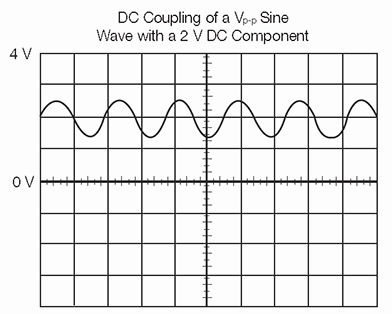 DC Coupling of a Vp-p Sine
Wave with a 2 V DC Component
4 V
0 V